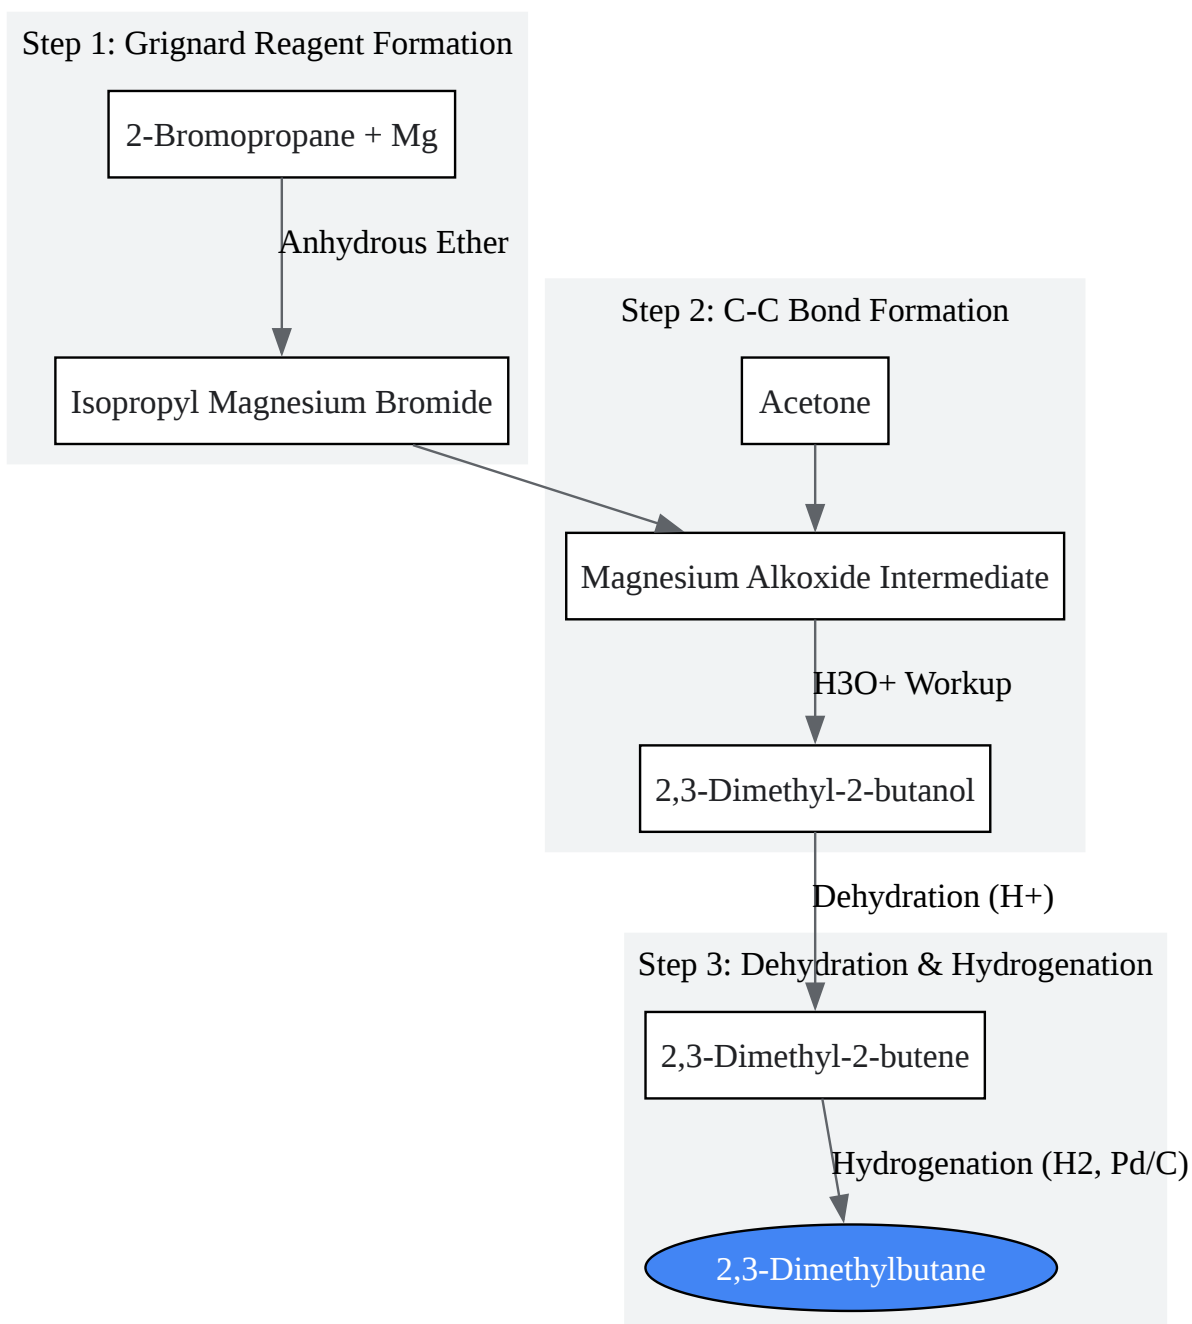 Step 1: Grignard Reagent Formation
2-Bromopropane + Mg
Anhydrous Ether
Isopropyl Magnesium Bromide
Step 2: C-C Bond Formation
Acetone
Magnesium Alkoxide Intermediate
H3O+ Workup
2,3-Dimethyl-2-butanol
Dehydration (H+)
Step 3: Dehydration & Hydrogenation
2,3-Dimethyl-2-butene
Hydrogenation (H2, Pd/C)
2,3-Dimethylbutane